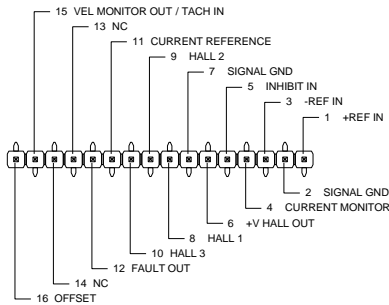 15 VEL MONITOR OUT / TACH IN
13 NC
11 CURRENT REFERENCE
9 HALL 2
7 SIGNAL GND
5 INHIBIT IN
3 -REF IN
1 +REF IN
2 SIGNAL GND
4 CURRENT MONITOR
6 +V HALL OUT
8 HALL 1
10 HALL 3
12 FAULT OUT
14 NC
16 OFFSET